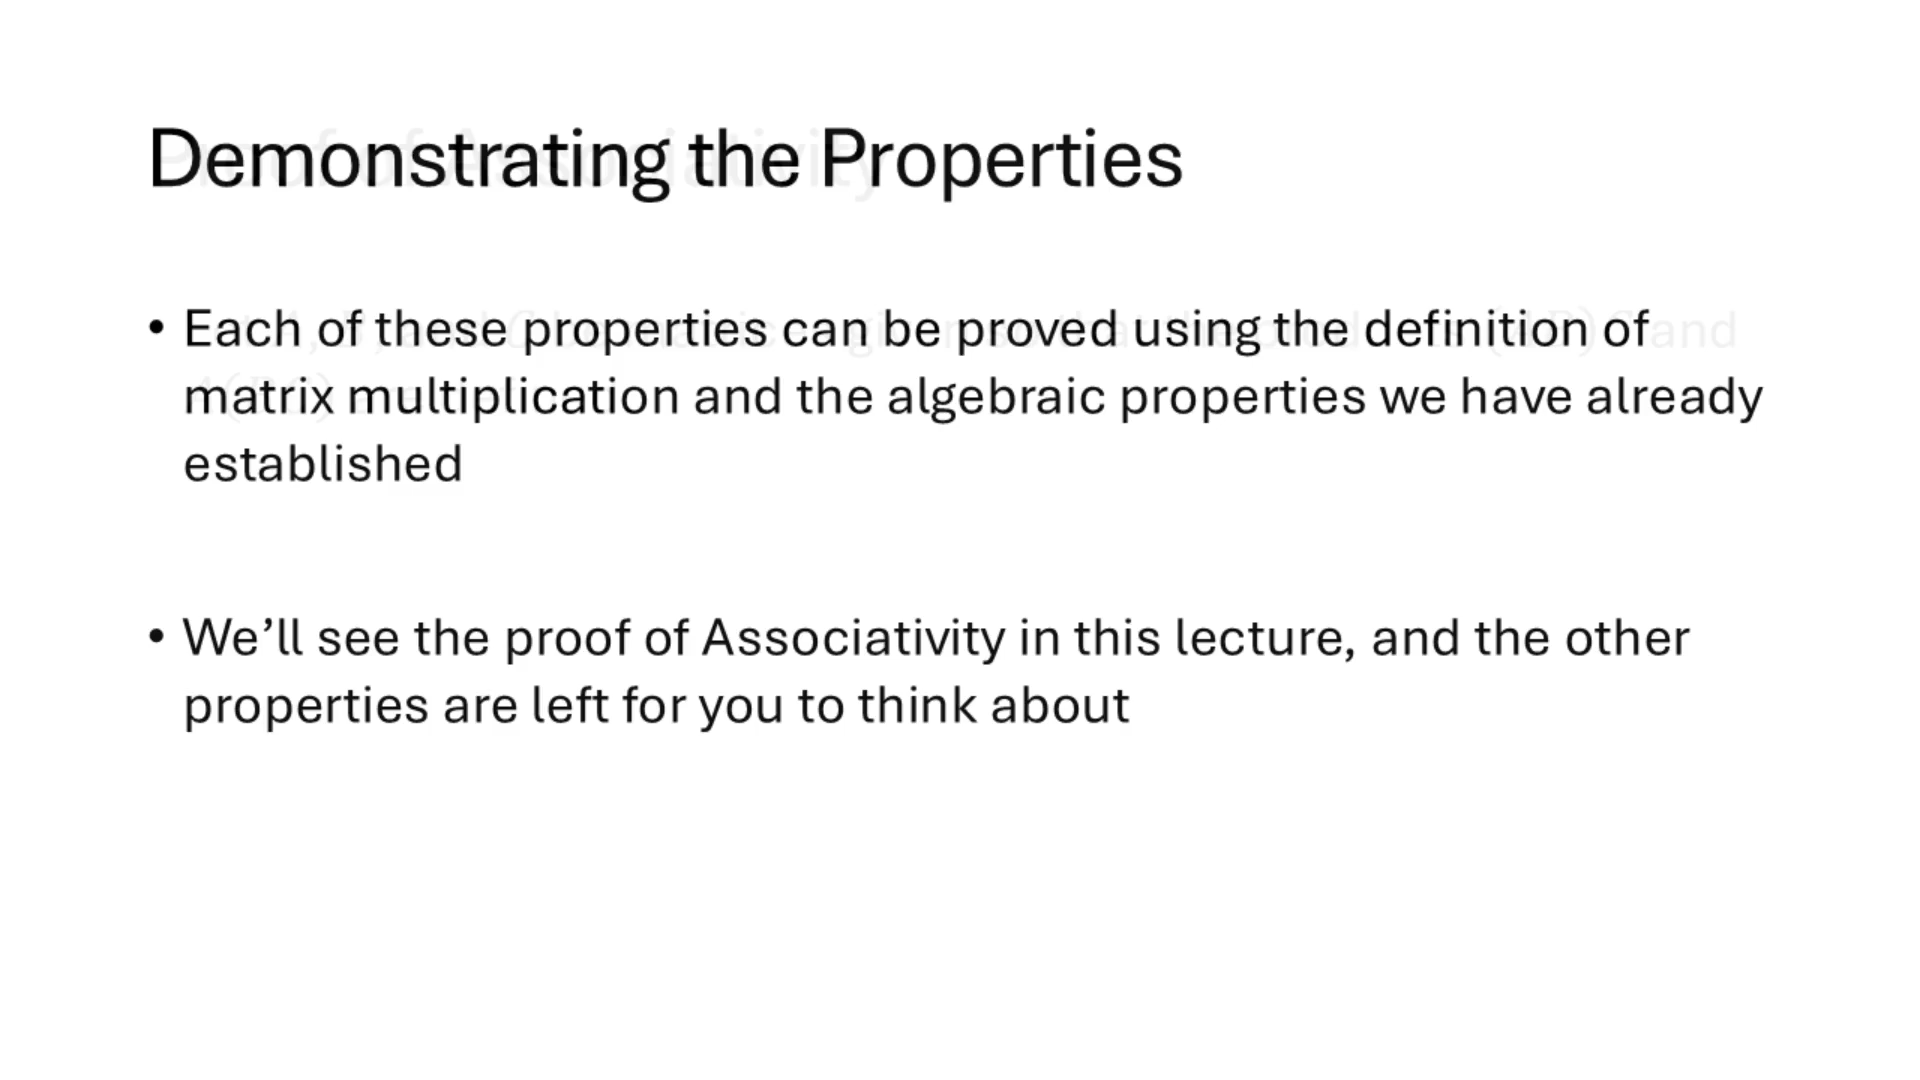 Demonstrating the Properties
• Each of these properties can be proved using the definition of
matrix multiplication and the algebraic properties we have already
established
• We’ll see the proof of Associativity in this lecture, and the other
properties are left for you to think about